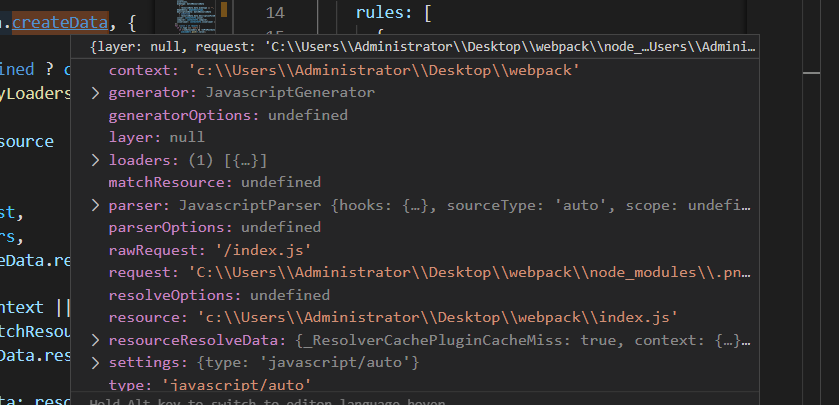 .createData, {
14
rules: [
{layer: null, request: 'C:\\Users\\Administrator\\Desktop\\webpack\\node_…Users\\Admini...
ined ?
context: 'c:\\Users\\Administrator\\Desktop\\webpack'
yLoaders
generator: JavascriptGenerator
generatorOptions: undefined
layer: null
source
loaders: (1) [{…}]
matchResource: undefined
st,
parser: JavascriptParser {hooks: {…}, sourceType: 'auto', scope: undefi...
rs,
parserOptions: undefined
eData.re
rawRequest: '/index.js'
request: 'C:\\Users\\Administrator\\Desktop\\webpack\\node_modules\\.pn...
resolveOptions: undefined
ntext ||
resource: 'c:\\Users\\Administrator\\Desktop\\webpack\\index.js'
tchResou
resourceResolveData: {_ResolverCachePluginCacheMiss: true, context: {…}...
Data.res
settings: {type: 'javascript/auto'}
type: 'javascript/auto'
ta: reso
Hold Alt key to switch to editor language hover